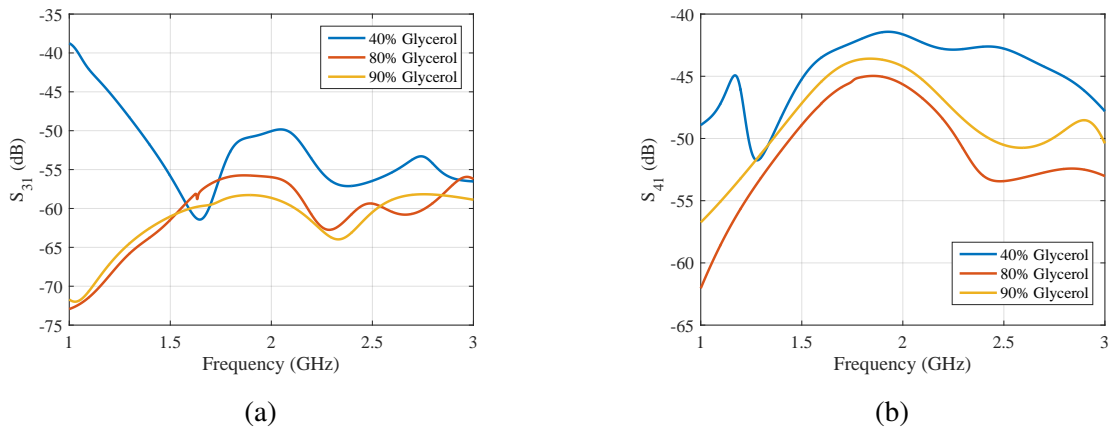 -35
-40
-45
-50
-55
-60
-65
-70
-75
S31 (dB)
1
1.5
2
2.5
3
Frequency (GHz)
40% Glycerol
80% Glycerol
90% Glycerol
(a)
-40
-45
-50
-55
-60
-65
S41 (dB)
1
1.5
2
2.5
3
Frequency (GHz)
40% Glycerol
80% Glycerol
90% Glycerol
(b)